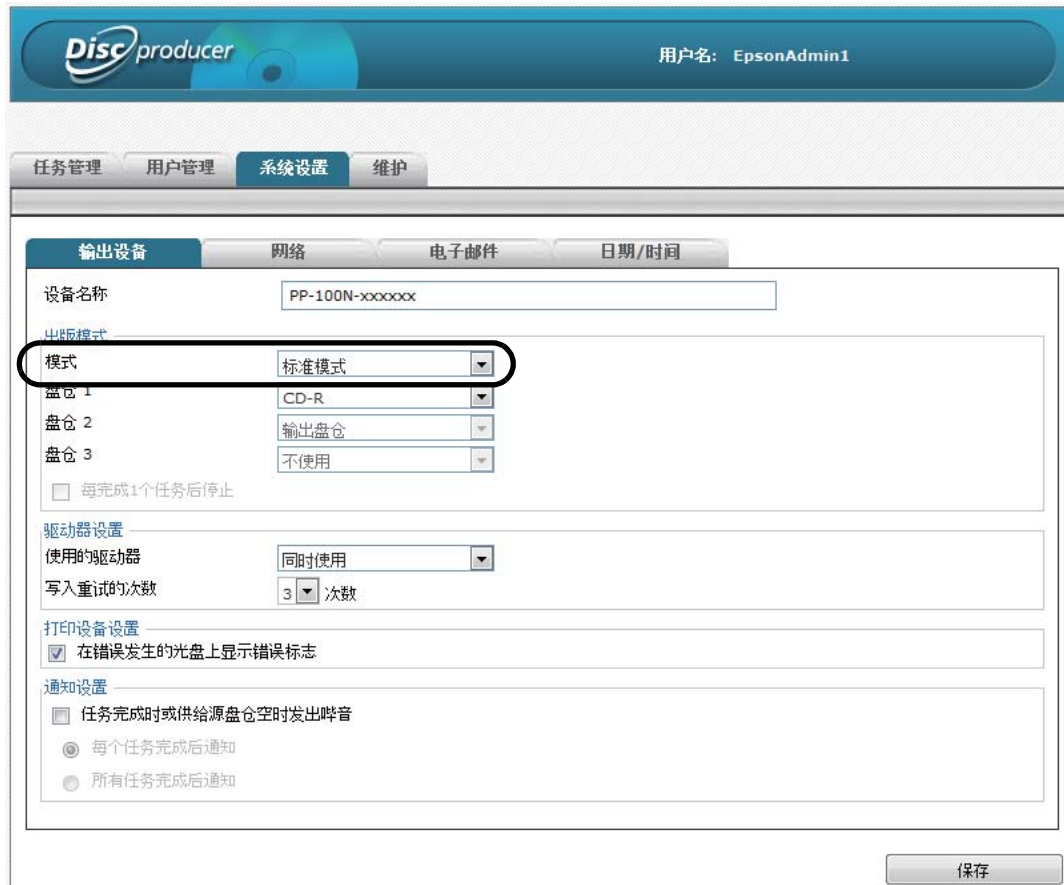 Disc producer
用户名: EpsonAdmin1
任务管理 用户管理 系统设置 维护
输出设备 网络 电子邮件 日期/时间
设备名称 PP-100N-xxxxxx
出版模式
模式 标准模式
盘仓 1 CD-R
盘仓 2 输出盘仓
盘仓 3 不使用
每完成1个任务后停止
驱动器设置
使用的驱动器 同时使用
写入重试的次数 3 次数
打印设备设置
在错误发生的光盘上显示错误标志
通知设置
任务完成时或供给源盘仓空时发出哔音
每个任务完成后通知
所有任务完成后通知
保存